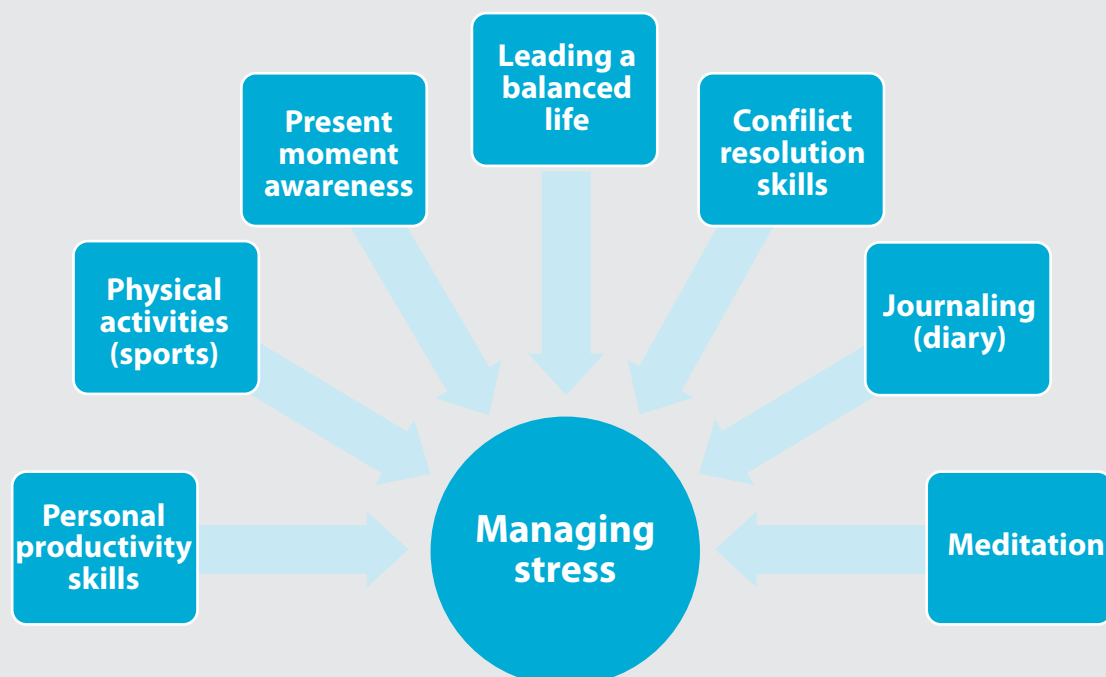 Leading a
balanced
life
Present
moment
awareness
Confilict
resolution
skills
Physical
activities
(sports)
Journaling
(diary)
Personal
productivity
skills
Managing
stress
Meditation